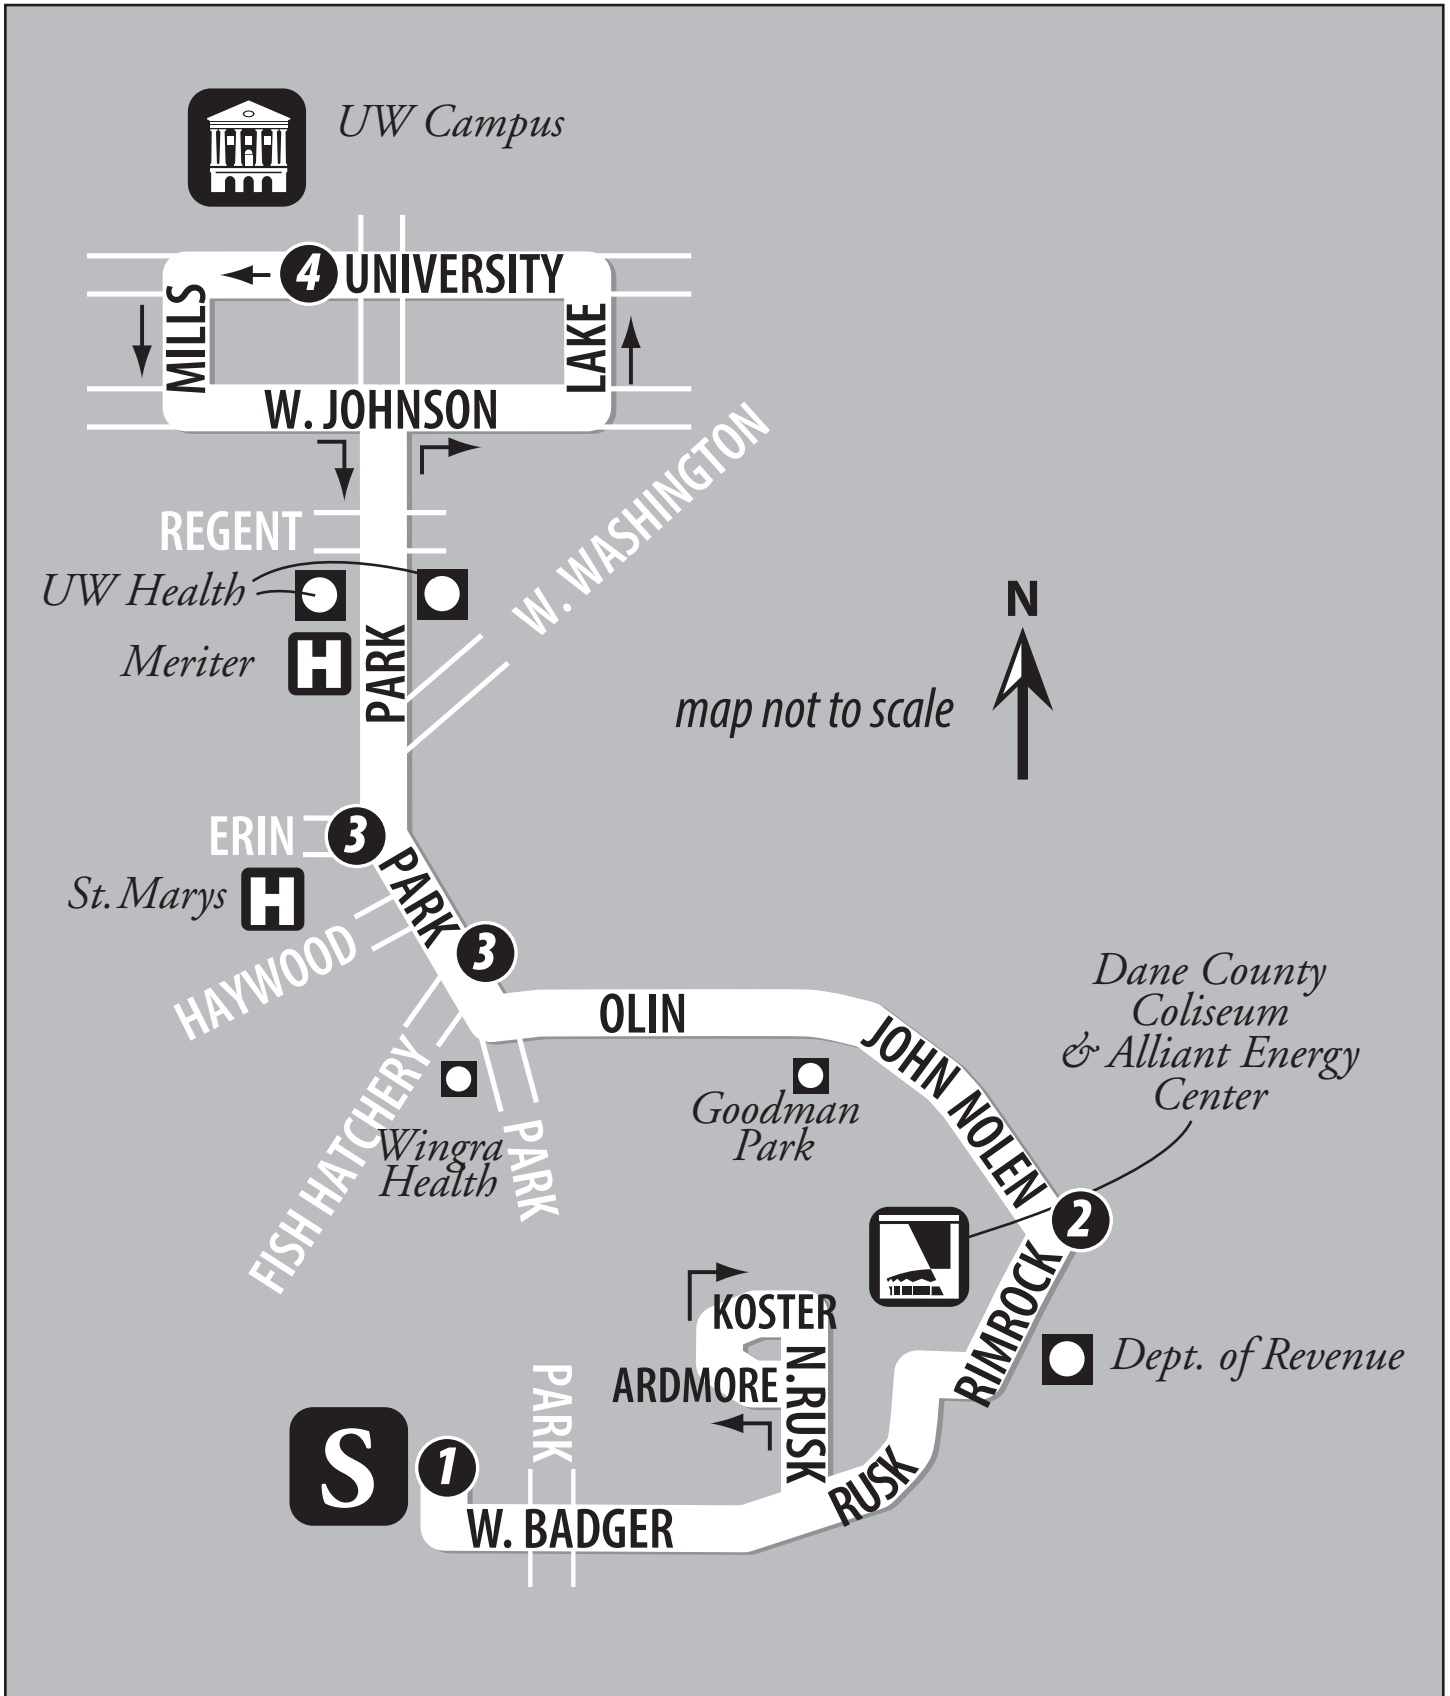 UW Campus
4
UNIVERSITY
MILLS
LAKE
W. JOHNSON
W. WASHINGTON
REGENT
UW Health
N
Meriter
H
PARK
map not to scale
ERIN
3
PARK
St. Marys
H
HAYWOOD
3
Dane County
Coliseum
& Alliant Energy
Center
OLIN
JOHN NOLEN
FISH HATCHERY
Wingra
Health
PARK
Goodman
Park
2
KOSTER
RIMROCK
Dept. of Revenue
ARDMORE
N.RUSK
PARK
S
1
RUSK
W. BADGER